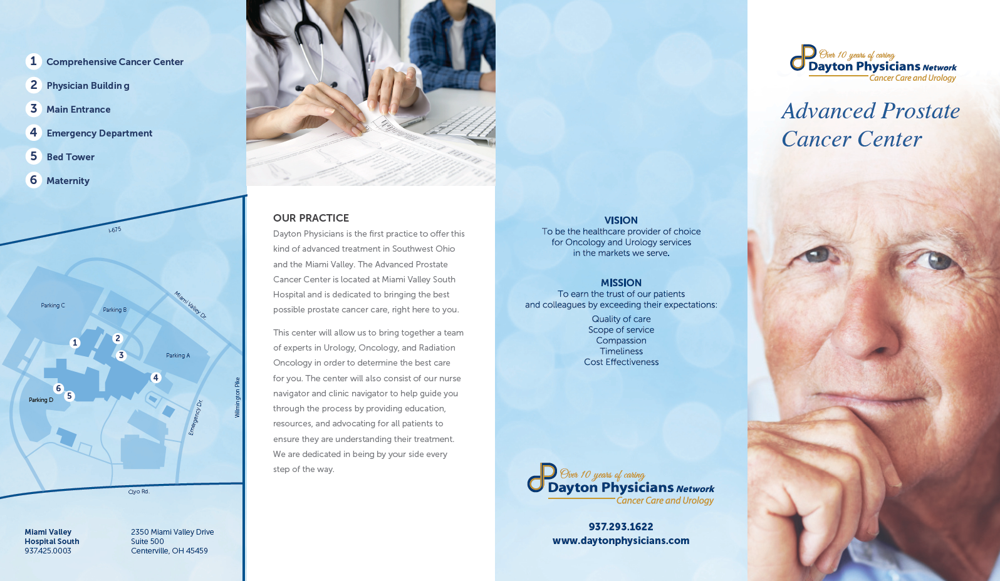 1 Comprehensive Cancer Center
2 Physician Buildin g
3 Main Entrance
4 Emergency Department
5 Bed Tower
6 Maternity
I-675
Miami Valley Dr.
Parking C
Parking B
1
2
3
Parking A
4
6
5
Parking D
Emergency Dr.
Wilmington Pike
Clyo Rd.
Miami Valley
Hospital South
937.425.0003
2350 Miami Valley Drive
Suite 500
Centerville, OH 45459
OUR PRACTICE
Dayton Physicians is the first practice to offer this
kind of advanced treatment in Southwest Ohio
and the Miami Valley. The Advanced Prostate
Cancer Center is located at Miami Valley South
Hospital and is dedicated to bringing the best
possible prostate cancer care, right here to you.
This center will allow us to bring together a team
of experts in Urology, Oncology, and Radiation
Oncology in order to determine the best care
for you. The center will also consist of our nurse
navigator and clinic navigator to help guide you
through the process by providing education,
resources, and advocating for all patients to
ensure they are understanding their treatment.
We are dedicated in being by your side every
step of the way.
VISION
To be the healthcare provider of choice
for Oncology and Urology services
in the markets we serve.
MISSION
To earn the trust of our patients
and colleagues by exceeding their expectations:
Quality of care
Scope of service
Compassion
Timeliness
Cost Effectiveness
Over 10 years of caring
Dayton Physicians Network
Cancer Care and Urology
937.293.1622
www.daytonphysicians.com
Over 10 years of caring
Dayton Physicians Network
Cancer Care and Urology
Advanced Prostate
Cancer Center